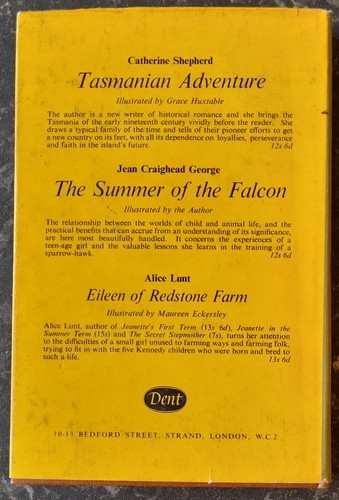 Catherine Shepherd
Tasmanian Adventure
Illustrated by Grace Huxtable
The author is a new writer of historical romance and she brings the
Tasmania of the early nineteenth century vividly before the reader. She
draws a typical family of the time and tells of their pioneer efforts to get
a new country on its feet, with all its dependence on loyalties, perseverance
and faith in the island's future. 12s 6d
Jean Craighead George
The Summer of the Falcon
Illustrated by the Author
The relationship between the worlds of child and animal life, and the
practical benefits that can accrue from an understanding of its significance,
are here most beautifully handled. It concerns the experiences of a
teen-age girl and the valuable lessons she learns in the training of a
sparrow-hawk. 12s 6d
Alice Lunt
Eileen of Redstone Farm
Illustrated by Maureen Eckersley
Alice Lunt, author of Jeanette's First Term (13s 6d), Jeanette in the
Summer Term (15s) and The Secret Stepmother (7s), turns her attention
to the difficulties of a small girl unused to farming ways and farming folk,
trying to fit in with the five Kennedy children who were born and bred to
such a life. 13s 6d
Dent
10-13 BEDFORD STREET, STRAND, LONDON, W.C.2